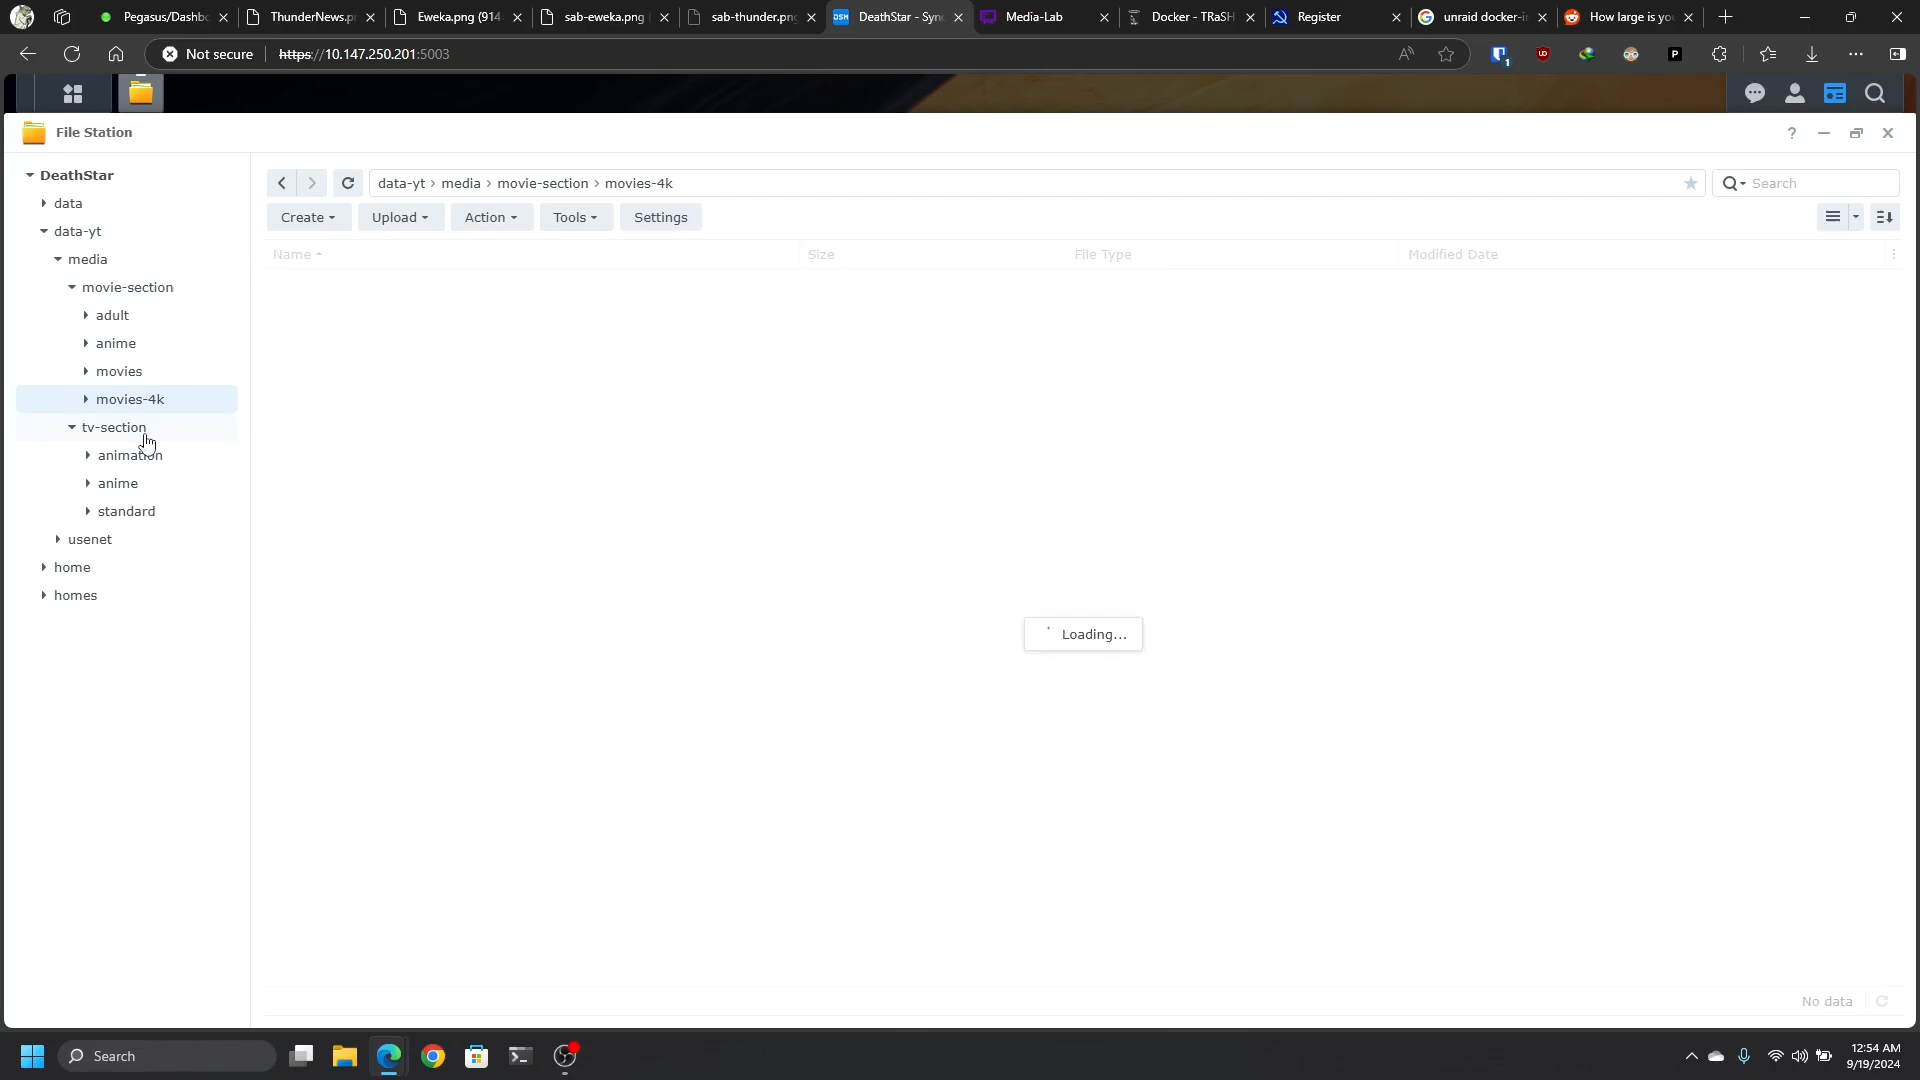 Pegasus/Dashbo
ThunderNews.p
Eweka.png (914
sab-eweka.png
sab-thunder.png
DSM
DeathStar - Syn
Media-Lab
Docker - TRaSH
Register
unraid docker-i
How large is yo
Not secure
https://10.147.250.201:5003
File Station
DeathStar
data
data-yt
media
movie-section
adult
anime
movies
movies-4k
tv-section
animation
anime
standard
usenet
home
homes
data-yt › media › movie-section › movies-4k
Search
Create
Upload
Action
Tools
Settings
Name
Size
File Type
Modified Date
Loading...
No data
Search
12:54 AM
9/19/2024